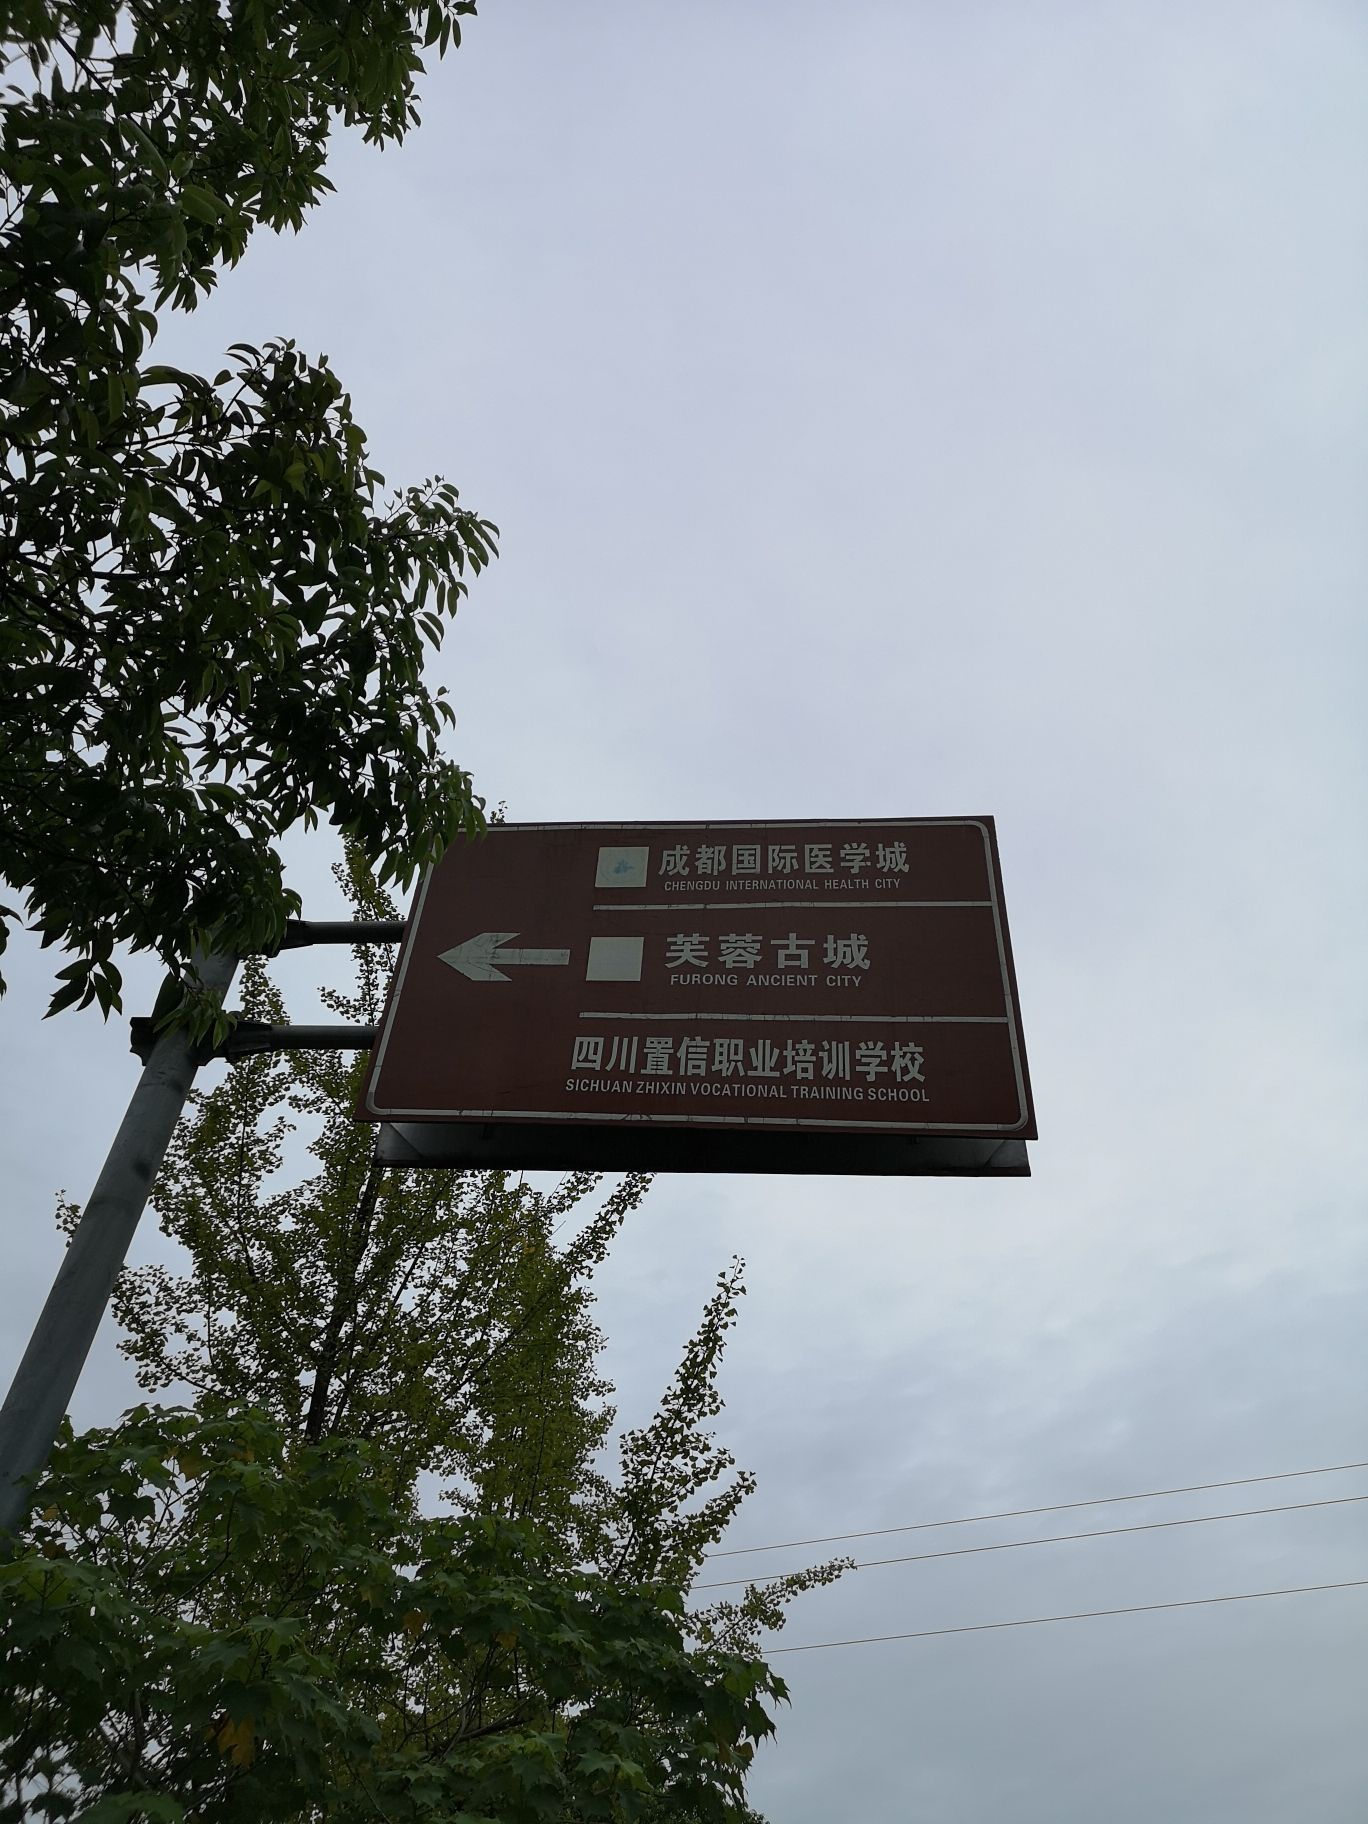 成都国际医学城
CHENGDU INTERNATIONAL HEALTH CITY
芙蓉古城
FURONG ANCIENT CITY
四川置信职业培训学校
SICHUAN ZHIXIN VOCATIONAL TRAINING SCHOOL